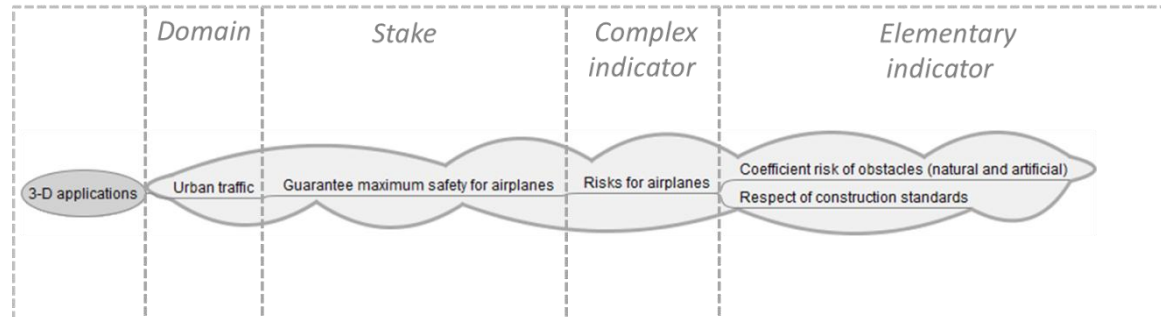 Domain
Stake
Complex
indicator
Elementary
indicator
3-D applications
Urban traffic
Guarantee maximum safety for airplanes
Risks for airplanes
Coefficient risk of obstacles (natural and artificial)
Respect of construction standards